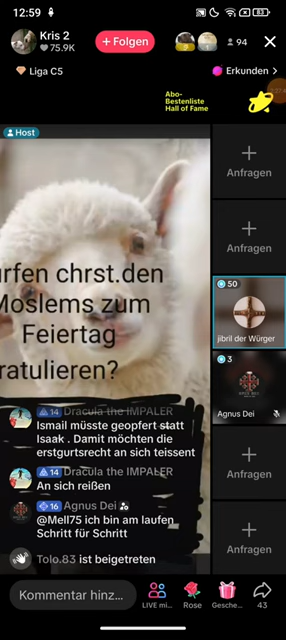 12:59
83
Kris 2
75.9K
+ Folgen
94
Liga C5
Erkunden >
Abo-
Bestenliste
Hall of Fame
Host
Anfragen
Anfragen
urfen chrst.den
Moslems zum
Feiertag
ratulieren?
50
jibril der Würger
3
Agnus Dei
14 Dracula the IMPALER
Ismail müsste geopfert statt
Isaak . Damit möchten die
erstgurtsrecht an sich teissent
14 Dracula the IMPALER
An sich reißen
16 Agnus Dei
@Mell75 ich bin am laufen
Schritt für Schritt
Tolo.83 ist beigetreten
Anfragen
Anfragen
Kommentar hinz...
LIVE mi...
Rose
Gesche...
43